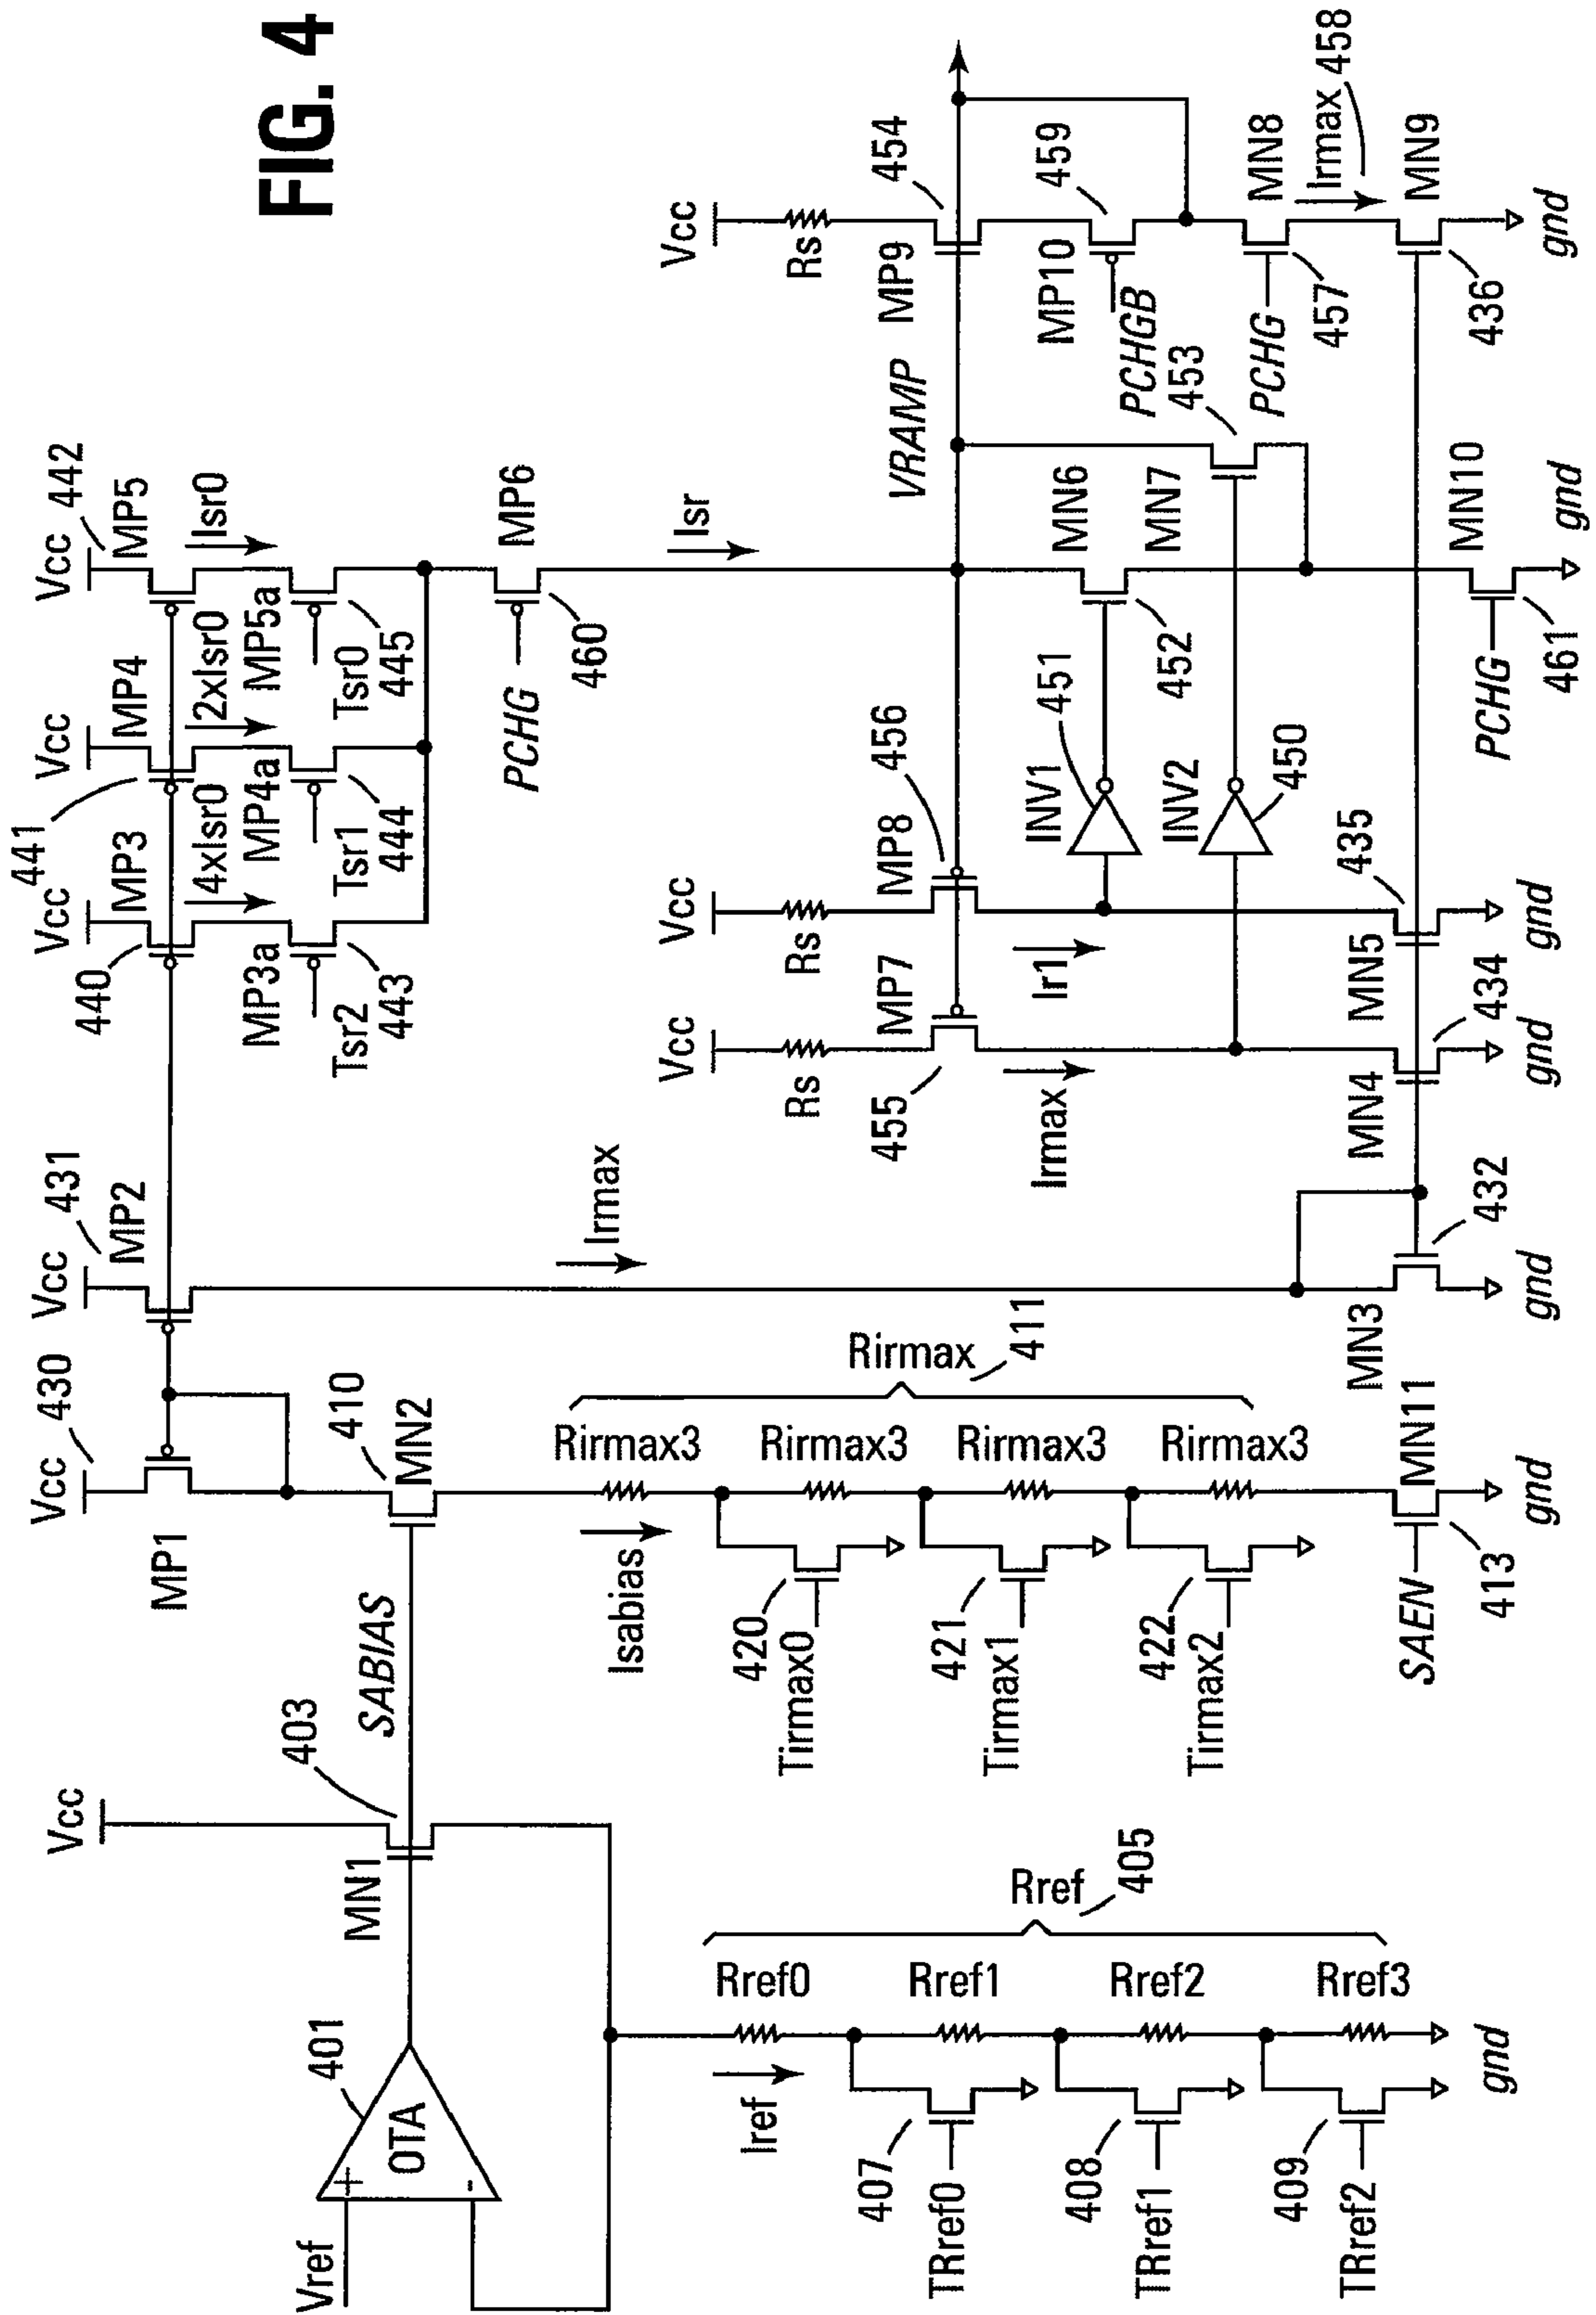 FIG. 4
Vref
+
-
OTA
401
Vcc
MN1
403
SABIAS
Iref
Rref0
Rref1
Rref2
Rref3
Rref
405
407
TRref0
408
TRref1
409
TRref2
gnd
Vcc
430
MP1
410
MN2
Isabias
Rirmax3
Rirmax3
Rirmax3
Rirmax3
Rirmax
411
420
Tirmax0
421
Tirmax1
422
Tirmax2
SAEN
413
MN11
gnd
Vcc
431
MP2
Irmax
MN3
432
gnd
Vcc
440
MP3
4xIsr0
MP3a
Tsr2
443
Vcc
441
MP4
2xIsr0
MP4a
Tsr1
444
Vcc
442
MP5
Isr0
MP5a
Tsr0
445
PCHG
MP6
460
Isr
VRAMP
Vcc
Rs
455
MP7
Irmax
MN4
434
gnd
Vcc
Rs
MP8
456
Ir1
MN5
435
gnd
INV1
451
INV2
450
MN6
452
MN7
453
PCHG
MN10
461
gnd
Vcc
Rs
MP9
454
MP10
459
PCHGB
PCHG
MN8
457
Irmax
458
MN9
436
gnd